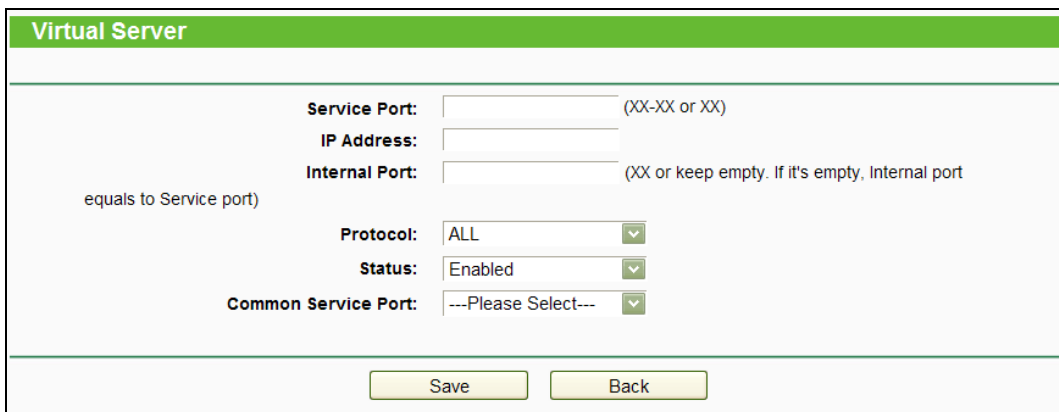 Virtual Server
Service Port: (XX-XX or XX)
IP Address:
Internal Port: (XX or keep empty. If it's empty, Internal port
equals to Service port)
Protocol: ALL
Status: Enabled
Common Service Port: ---Please Select---
Save Back